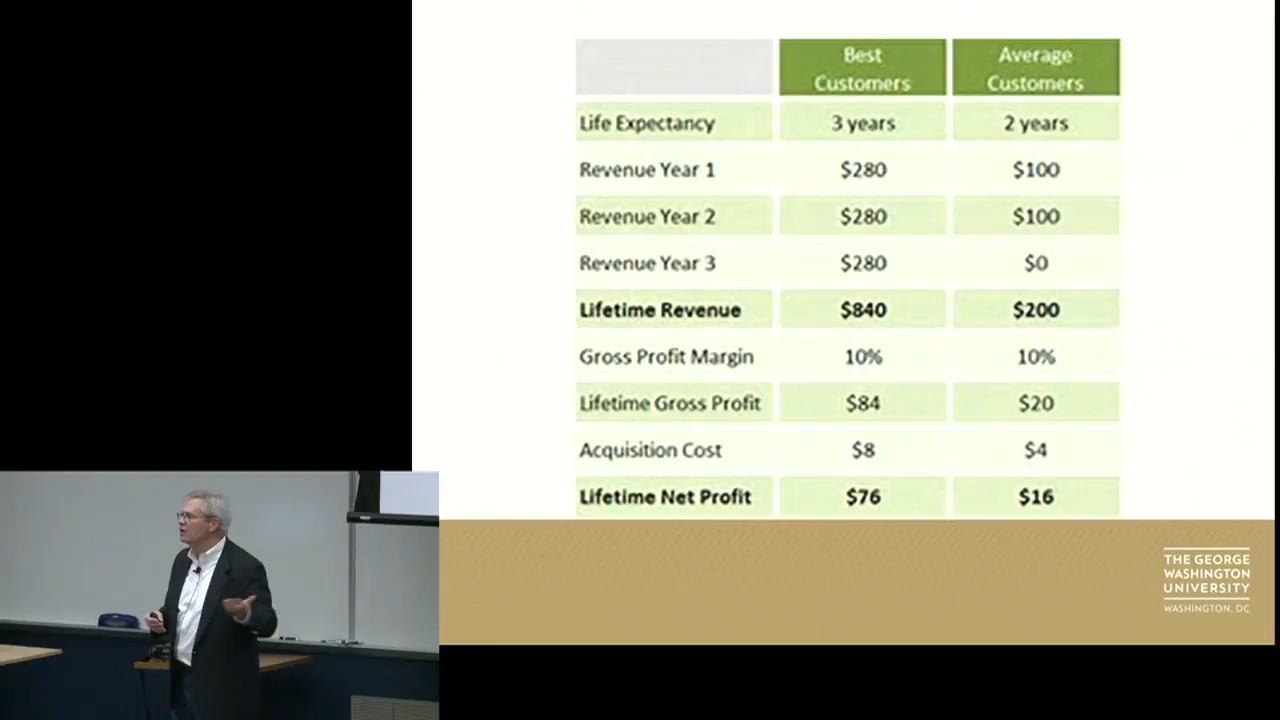 Best Customers Average Customers
Life Expectancy 3 years 2 years
Revenue Year 1 $280 $100
Revenue Year 2 $280 $100
Revenue Year 3 $280 $0
Lifetime Revenue $840 $200
Gross Profit Margin 10% 10%
Lifetime Gross Profit $84 $20
Acquisition Cost $8 $4
Lifetime Net Profit $76 $16
THE GEORGE
WASHINGTON
UNIVERSITY
WASHINGTON, DC